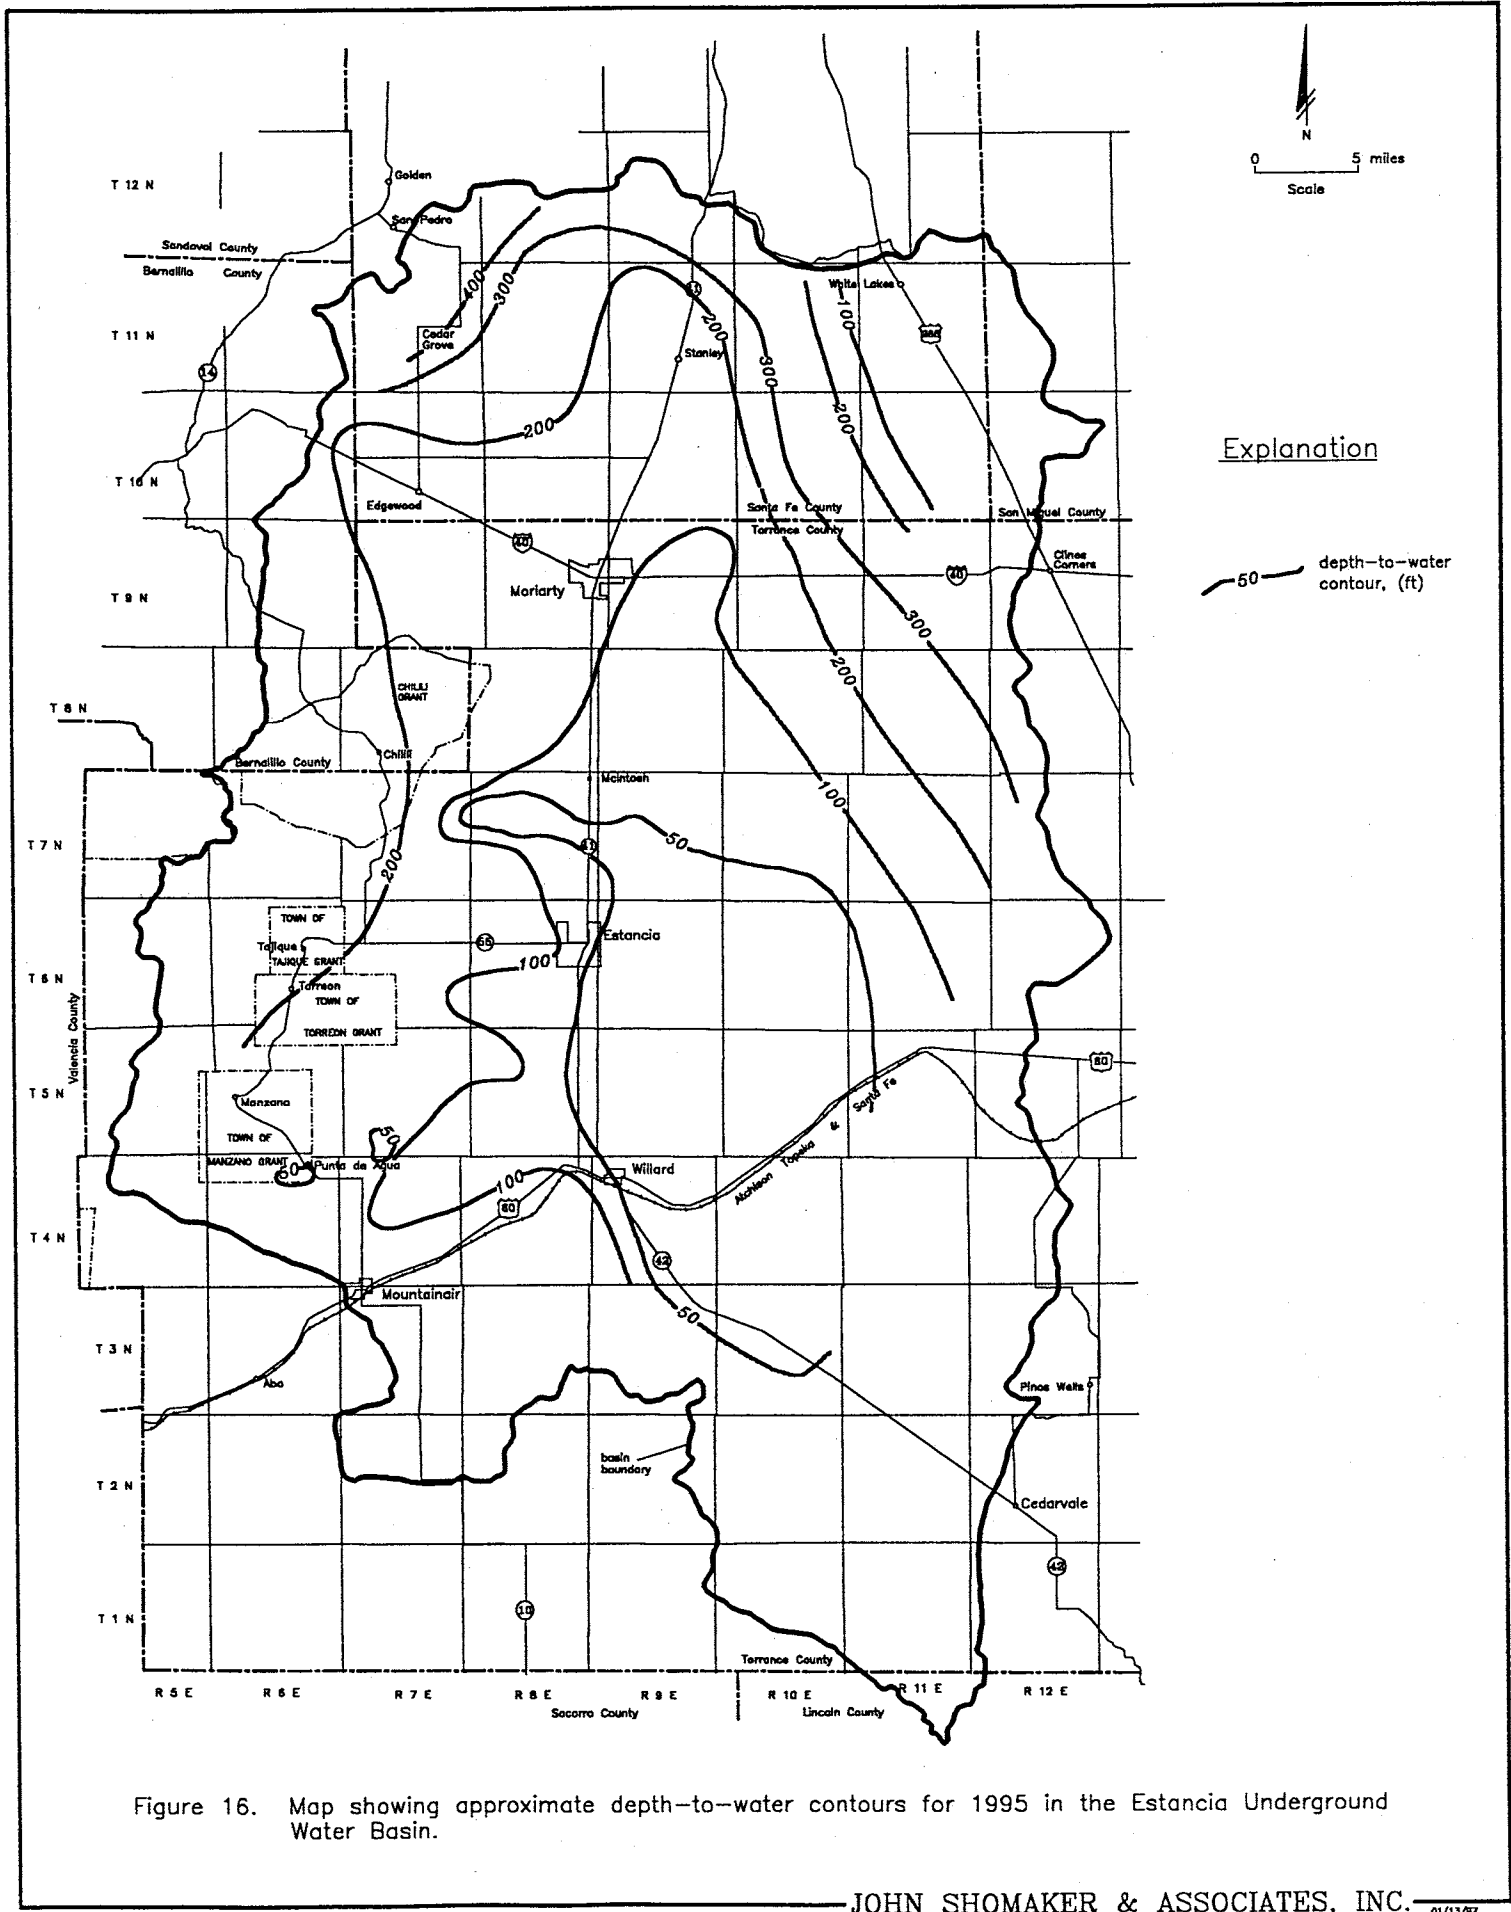 N
0 5 miles
Scale
T 12 N
Golden
San Pedro
Sandoval County
Bernalillo County
400
300
White Lakes
41
100
T 11 N
Cedar
Grove
200
285
Stanley
14
300
200
200
Explanation
T 10 N
Edgewood
Santa Fe County
Torrance County
San Miguel County
40
Clines
Corners
40
50
depth-to-water
contour, (ft)
Moriarty
T 9 N
300
200
CHILILI
GRANT
T 8 N
Chilili
Bernalillo County
McIntosh
100
T 7 N
50
41
200
TOWN OF
Tajique
TAJIQUE GRANT
55
Estancia
100
T 6 N
Torreon
TOWN OF
TORREON GRANT
Valencia County
60
T 5 N
Manzano
Atchison Topeka & Santa Fe
TOWN OF
MANZANO GRANT
50
50
Punta de Agua
Willard
100
60
T 4 N
42
Mountainair
50
T 3 N
Abo
Pinos Wells
basin
boundary
T 2 N
Cedarvale
42
10
T 1 N
Torrance County
R 5 E R 6 E R 7 E R 8 E R 9 E R 10 E R 11 E R 12 E
Socorro County
Lincoln County
Figure 16. Map showing approximate depth-to-water contours for 1995 in the Estancia Underground
Water Basin.
JOHN SHOMAKER & ASSOCIATES, INC.